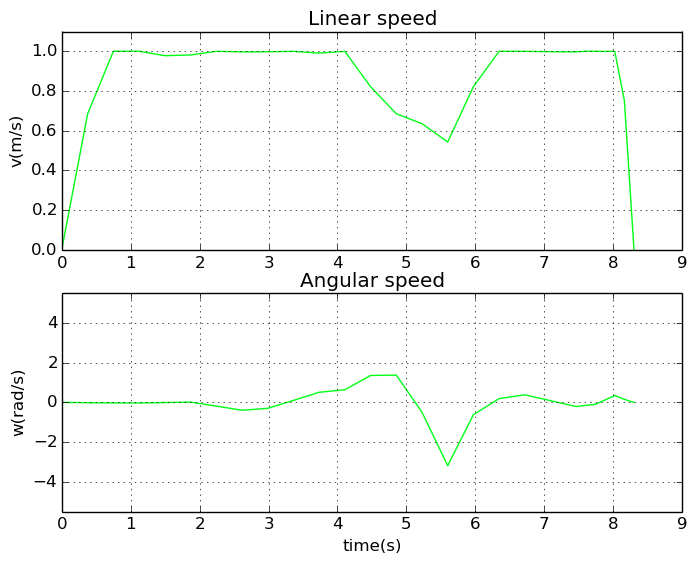 Linear speed
1.0
0.8
0.6
0.4
0.2
0.0
v(m/s)
0 1 2 3 4 5 6 7 8 9
Angular speed
4
2
0
−2
−4
w(rad/s)
0 1 2 3 4 5 6 7 8 9
time(s)